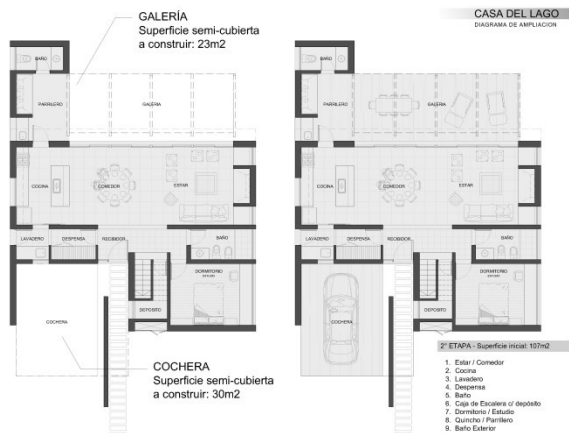 CASA DEL LAGO
DIAGRAMA DE AMPLIACION
GALERÍA
Superficie semi-cubierta
a construir: 23m2
BAÑO
PARRILERO
GALERIA
COCINA
COMEDOR
ESTAR
LAVADERO
DESPENSA
RECIBIDOR
BAÑO
DORMITORIO
DEPOSITO
COCHERA
COCHERA
Superficie semi-cubierta
a construir: 30m2
BAÑO
PARRILERO
GALERIA
COCINA
COMEDOR
ESTAR
LAVADERO
DESPENSA
RECIBIDOR
BAÑO
DORMITORIO
DEPOSITO
COCHERA
2° ETAPA - Superficie inicial: 107m2
1. Estar / Comedor
2. Cocina
3. Lavadero
4. Despensa
5. Baño
6. Caja de Escalera c/ depósito
7. Dormitorio / Estudio
8. Quincho / Parrillero
9. Baño Exterior